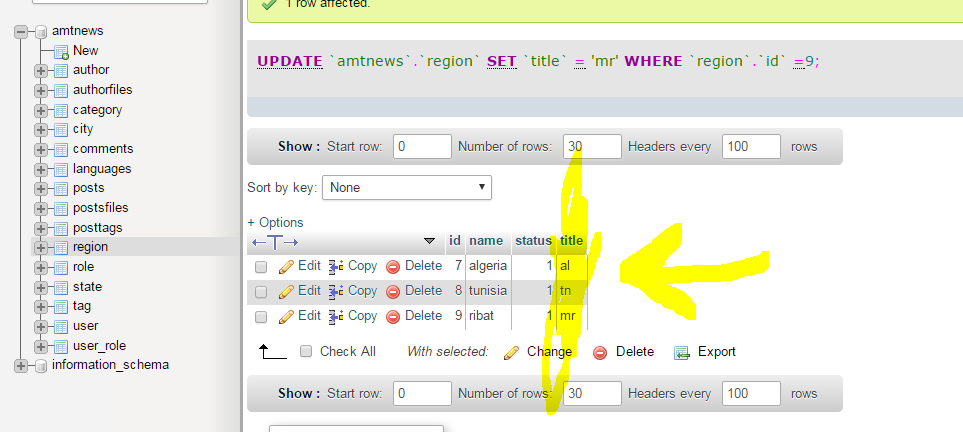 1 row affected.
amtnews
New
author
authorfiles
category
city
comments
languages
posts
postsfiles
posttags
region
role
state
tag
user
user_role
information_schema
UPDATE `amtnews`.`region` SET `title` = 'mr' WHERE `region`.`id` =9;
Show : Start row: 0 Number of rows: 30 Headers every 100 rows
Sort by key: None
+ Options
←T→ id name status title
Edit Copy Delete 7 algeria 1 al
Edit Copy Delete 8 tunisia 1 tn
Edit Copy Delete 9 ribat 1 mr
Check All With selected: Change Delete Export
Show : Start row: 0 Number of rows: 30 Headers every 100 rows